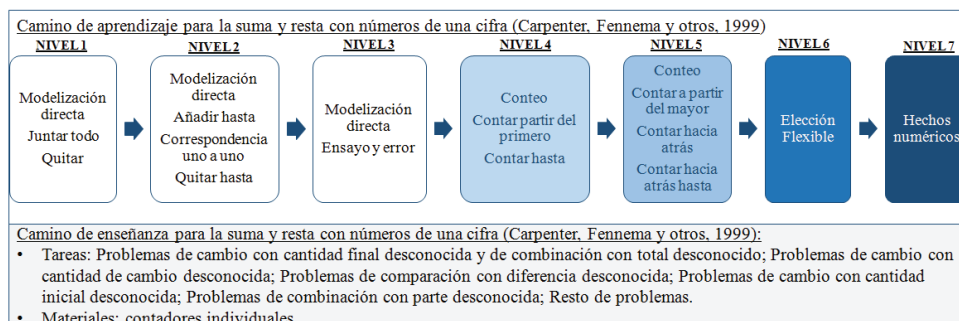 Camino de aprendizaje para la suma y resta con números de una cifra (Carpenter, Fennema y otros, 1999)
NIVEL 1
Modelización
directa
Juntar todo
Quitar
NIVEL 2
Modelización
directa
Añadir hasta
Correspondencia
uno a uno
Quitar hasta
NIVEL 3
Modelización
directa
Ensayo y error
NIVEL 4
Conteo
Contar partir del
primero
Contar hasta
NIVEL 5
Conteo
Contar a partir
del mayor
Contar hacia
atrás
Contar hacia
atrás hasta
NIVEL 6
Elección
Flexible
NIVEL 7
Hechos
numéricos
Camino de enseñanza para la suma y resta con números de una cifra (Carpenter, Fennema y otros, 1999):
• Tareas: Problemas de cambio con cantidad final desconocida y de combinación con total desconocido; Problemas de cambio con
cantidad de cambio desconocida; Problemas de comparación con diferencia desconocida; Problemas de cambio con cantidad
inicial desconocida; Problemas de combinación con parte desconocida; Resto de problemas.
• Materiales: contadores individuales